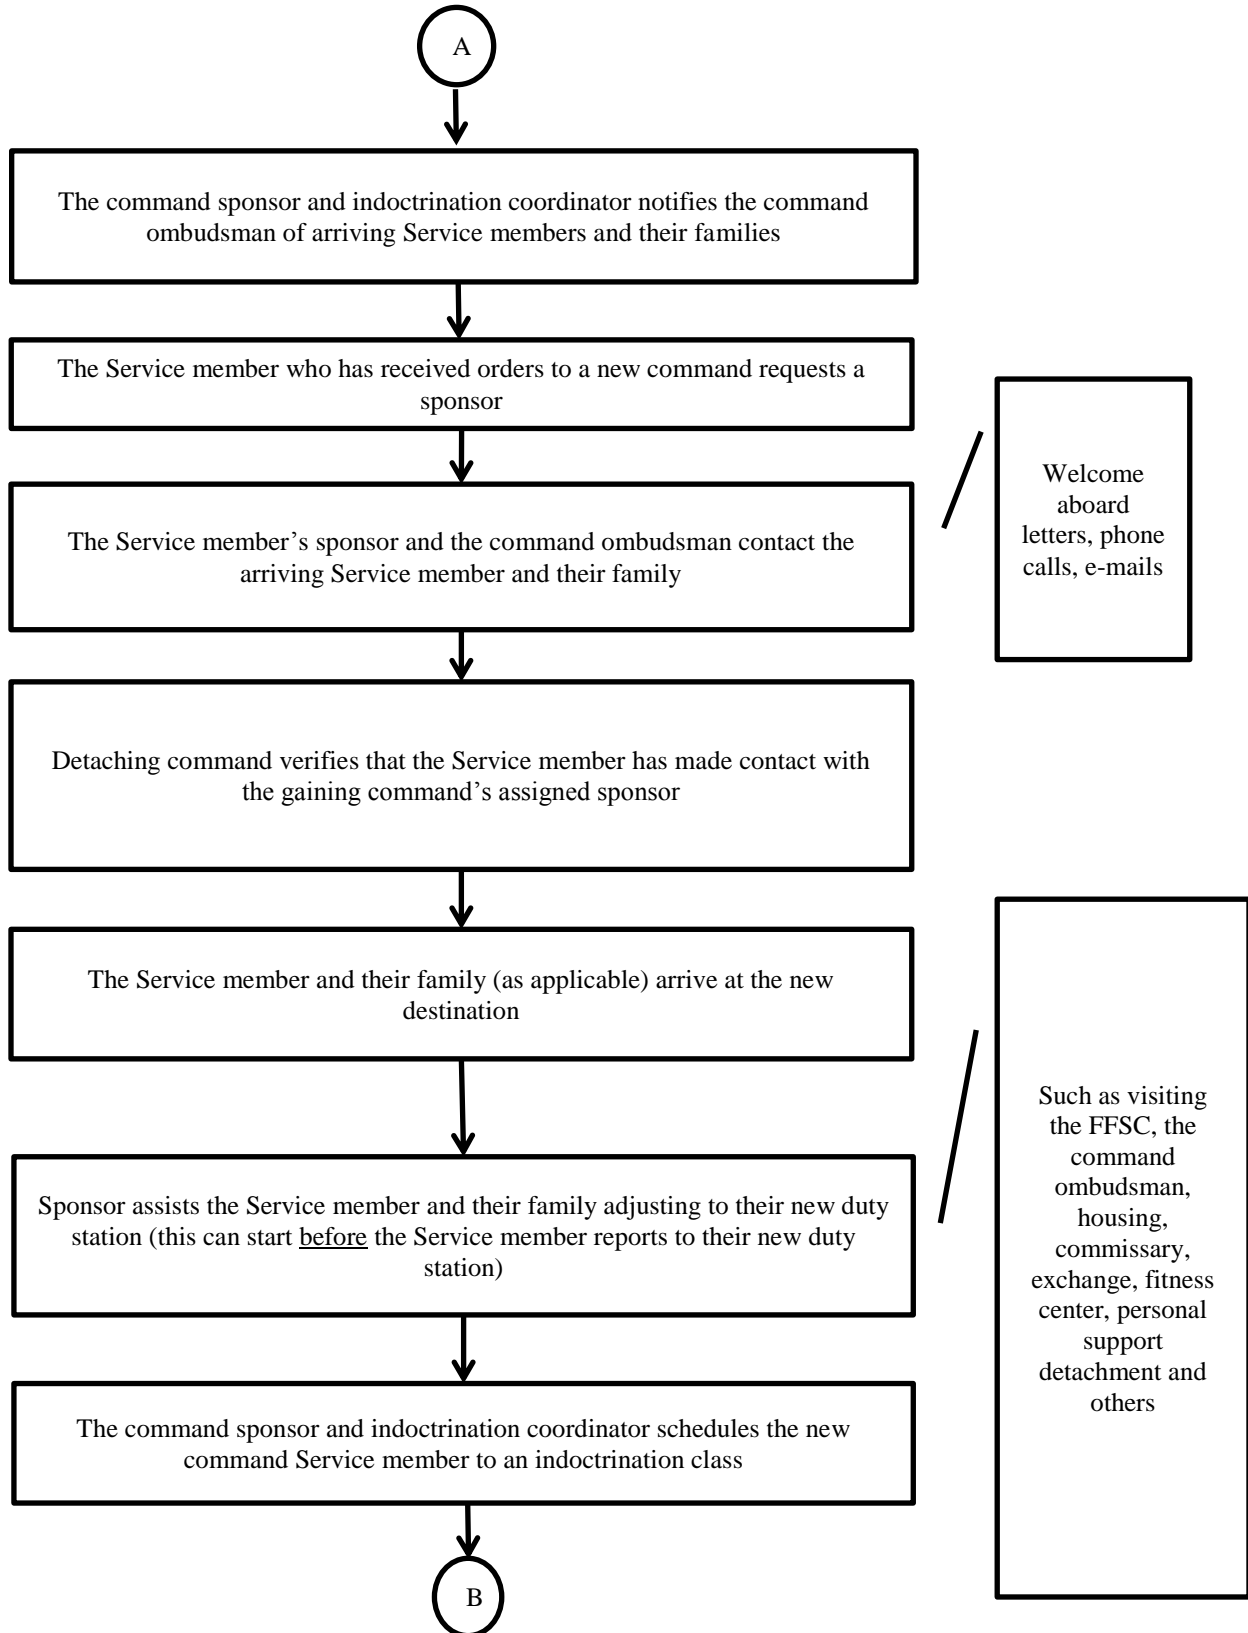 A
The command sponsor and indoctrination coordinator notifies the command
ombudsman of arriving Service members and their families
The Service member who has received orders to a new command requests a
sponsor
Welcome
aboard
letters, phone
calls, e-mails
The Service member’s sponsor and the command ombudsman contact the
arriving Service member and their family
Detaching command verifies that the Service member has made contact with
the gaining command’s assigned sponsor
The Service member and their family (as applicable) arrive at the new
destination
Sponsor assists the Service member and their family adjusting to their new duty
station (this can start before the Service member reports to their new duty
station)
Such as visiting
the FFSC, the
command
ombudsman,
housing,
commissary,
exchange, fitness
center, personal
support
detachment and
others
The command sponsor and indoctrination coordinator schedules the new
command Service member to an indoctrination class
B